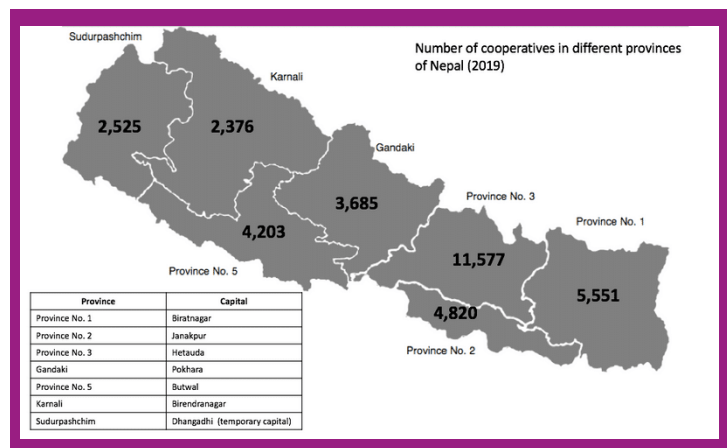 Number of cooperatives in different provinces
of Nepal (2019)
Sudurpashchim
Karnali
2,525
2,376
Gandaki
3,685
Province No. 3
Province No. 1
4,203
11,577
5,551
Province No. 5
4,820
Province No. 2
Province Capital
Province No. 1 Biratnagar
Province No. 2 Janakpur
Province No. 3 Hetauda
Gandaki Pokhara
Province No. 5 Butwal
Karnali Birendranagar
Sudurpashchim Dhangadhi (temporary capital)